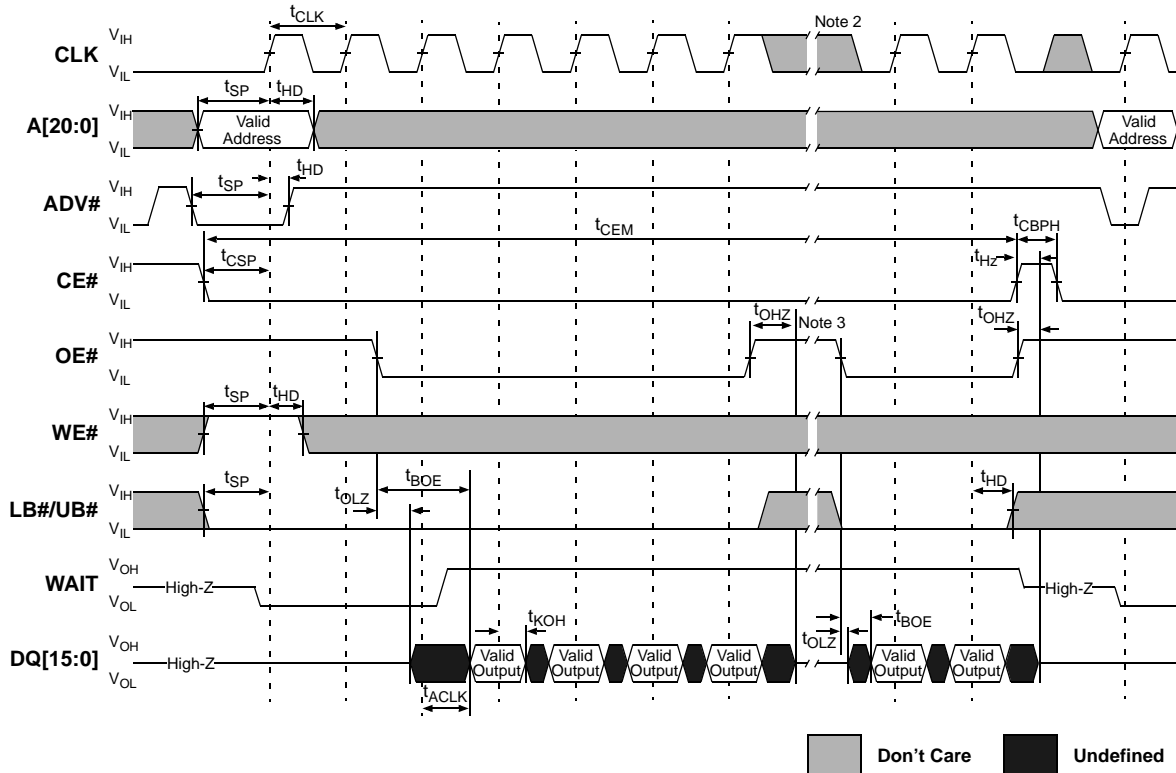 tCLK
Note 2
CLK
VIH
VIL
tSP
tHD
A[20:0]
VIH
VIL
Valid
Address
Valid
Address
tHD
tSP
ADV#
VIH
VIL
tCEM
tCBPH
tCSP
tHz
CE#
VIH
VIL
tOHZ
Note 3
tOHZ
OE#
VIH
VIL
tSP
tHD
WE#
VIH
VIL
tSP
tBOE
tOLZ
tHD
LB#/UB#
VIH
VIL
WAIT
VOH
VOL
High-Z
High-Z
tKOH
tBOE
tOLZ
DQ[15:0]
VOH
VOL
High-Z
Valid
Output
Valid
Output
Valid
Output
Valid
Output
Valid
Output
Valid
Output
tACLK
Don't Care
Undefined